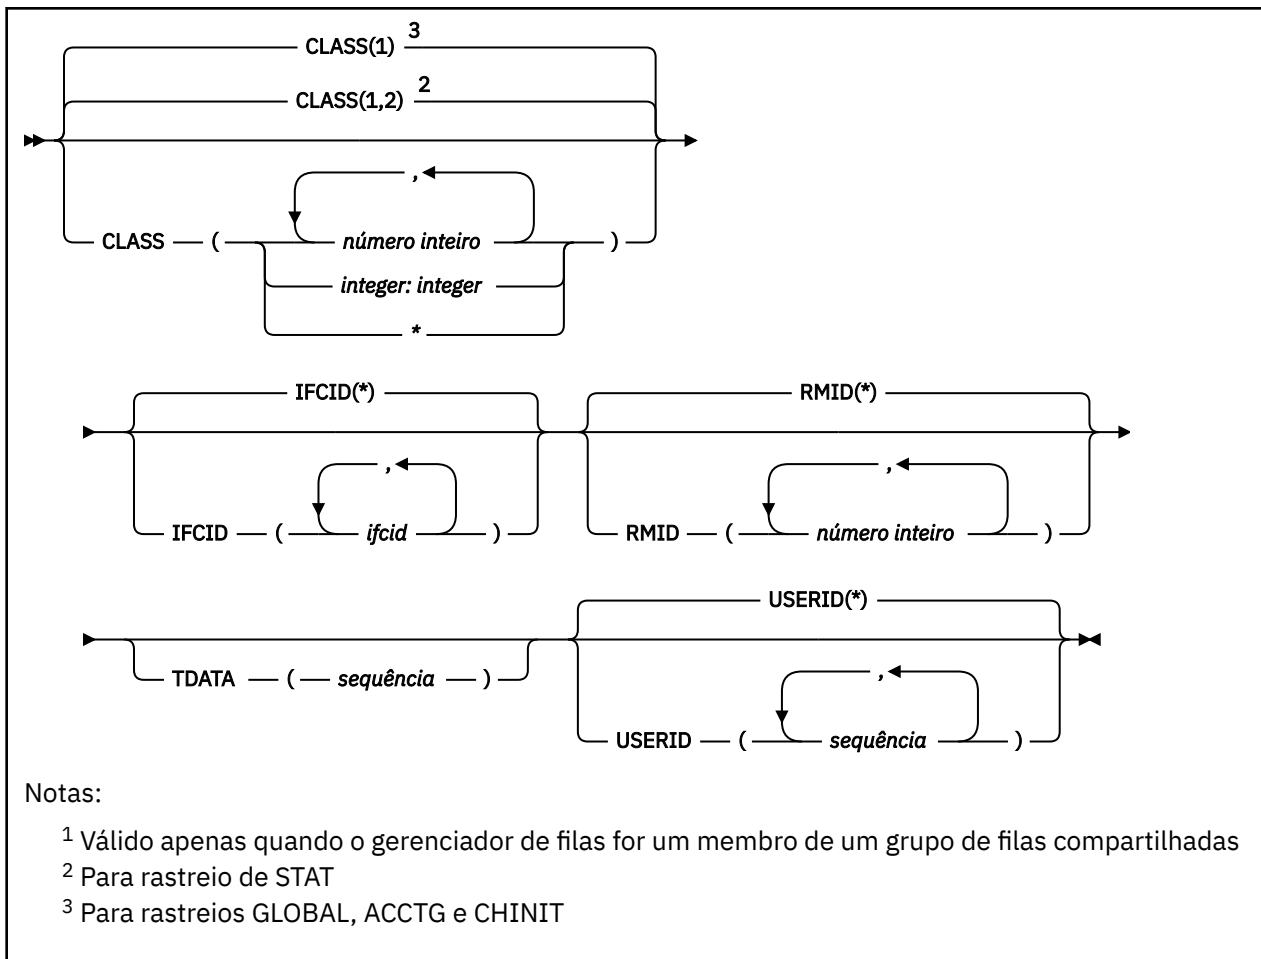 CLASS(1) 3
CLASS(1,2) 2
,
CLASS ( número inteiro )
integer: integer
*
IFCID(*) RMID(*)
, ,
IFCID ( ifcid ) RMID ( número inteiro )
USERID(*)
TDATA ( sequência )
,
USERID ( sequência )
Notas:
1 Válido apenas quando o gerenciador de filas for um membro de um grupo de filas compartilhadas
2 Para rastreio de STAT
3 Para rastreios GLOBAL, ACCTG e CHINIT